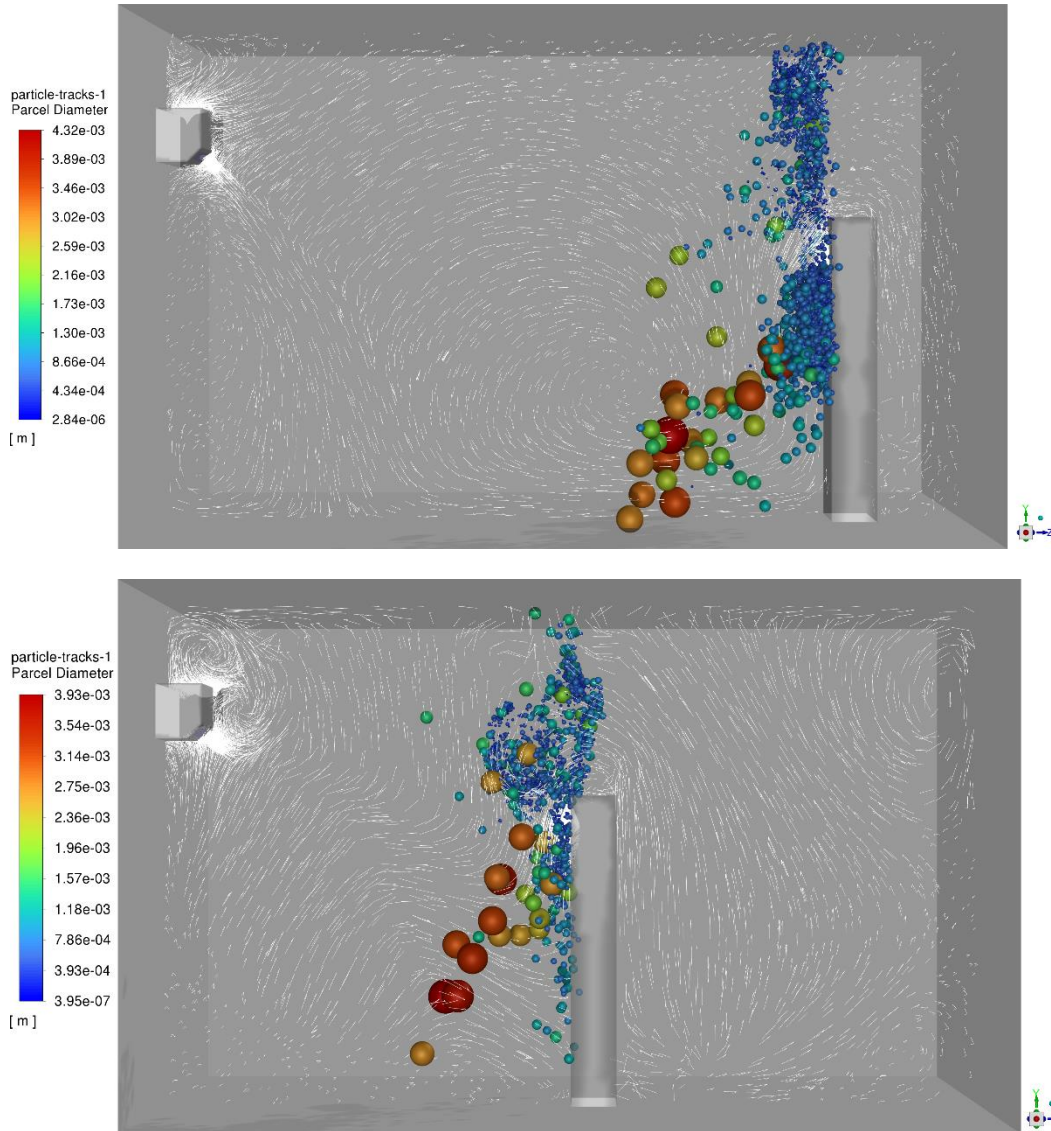 particle-tracks-1
Parcel Diameter
4.32e-03
3.89e-03
3.46e-03
3.02e-03
2.59e-03
2.16e-03
1.73e-03
1.30e-03
8.66e-04
4.34e-04
2.84e-06
[ m ]
Y
Z
particle-tracks-1
Parcel Diameter
3.93e-03
3.54e-03
3.14e-03
2.75e-03
2.36e-03
1.96e-03
1.57e-03
1.18e-03
7.86e-04
3.93e-04
3.95e-07
[ m ]
Y